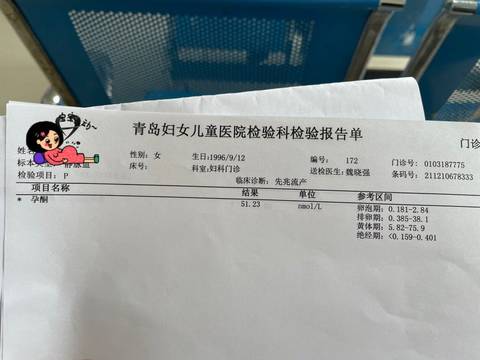 青岛妇女儿童医院检验科检验报告单
门诊
性别：女 生日:1996/9/12 编号： 172 门诊号：0103187775
床号： 科室:妇科门诊 送检医生:魏晓强 条码号：211210678333
检验项目：P 临床诊断：先兆流产
项目名称 结果 单位 参考区间
* 孕酮 51.23 nmol/L 卵泡期：0.181-2.84
排卵期：0.385-38.1
黄体期：5.82-75.9
绝经期：<0.159-0.401